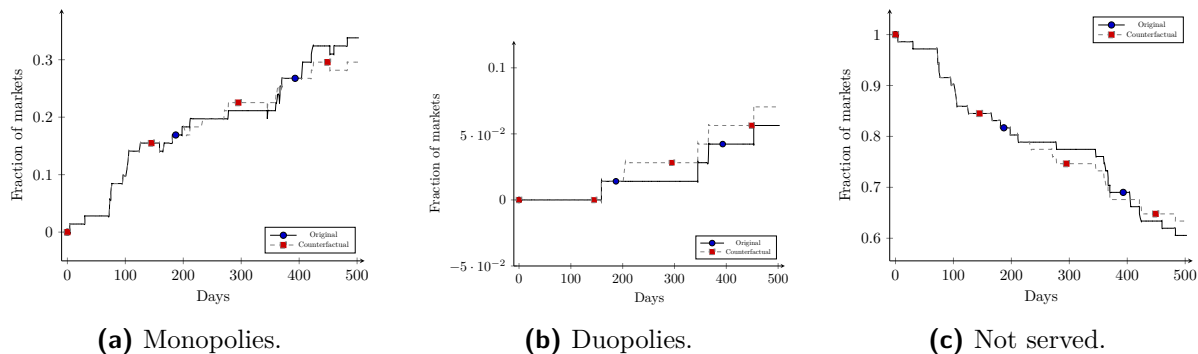 Fraction of markets
0.3
0.2
0.1
0
0
100
200
300
400
500
Days
Original
Counterfactual
(a) Monopolies.
Fraction of markets
0.1
5 · 10⁻²
0
−5 · 10⁻²
0
100
200
300
400
500
Days
Original
Counterfactual
(b) Duopolies.
Fraction of markets
1
0.9
0.8
0.7
0.6
0
100
200
300
400
500
Days
Original
Counterfactual
(c) Not served.